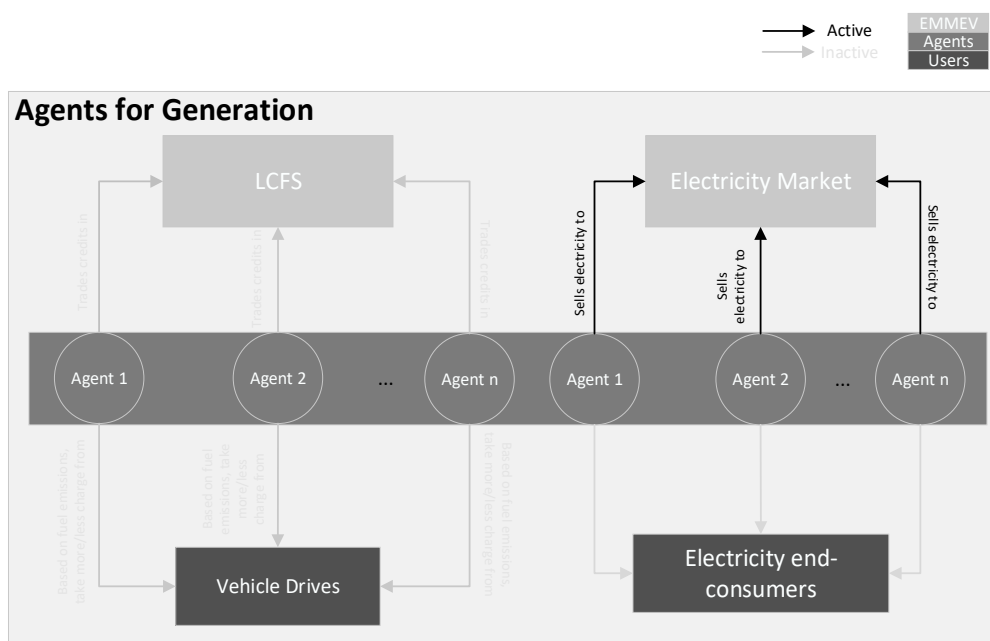 Active
Inactive
EMMEV
Agents
Users
Agents for Generation
LCFS
Electricity Market
Trades credits in
Trades credits in
Trades credits in
Sells electricity to
Sells
electricity to
Sells electricity to
Agent 1
Agent 2
...
Agent n
Agent 1
Agent 2
...
Agent n
Based on fuel emissions,
take more/less charge from
Based on fuel
emissions, take
more/less
charge from
Based on fuel emissions,
take more/less charge from
Vehicle Drives
Electricity end-
consumers